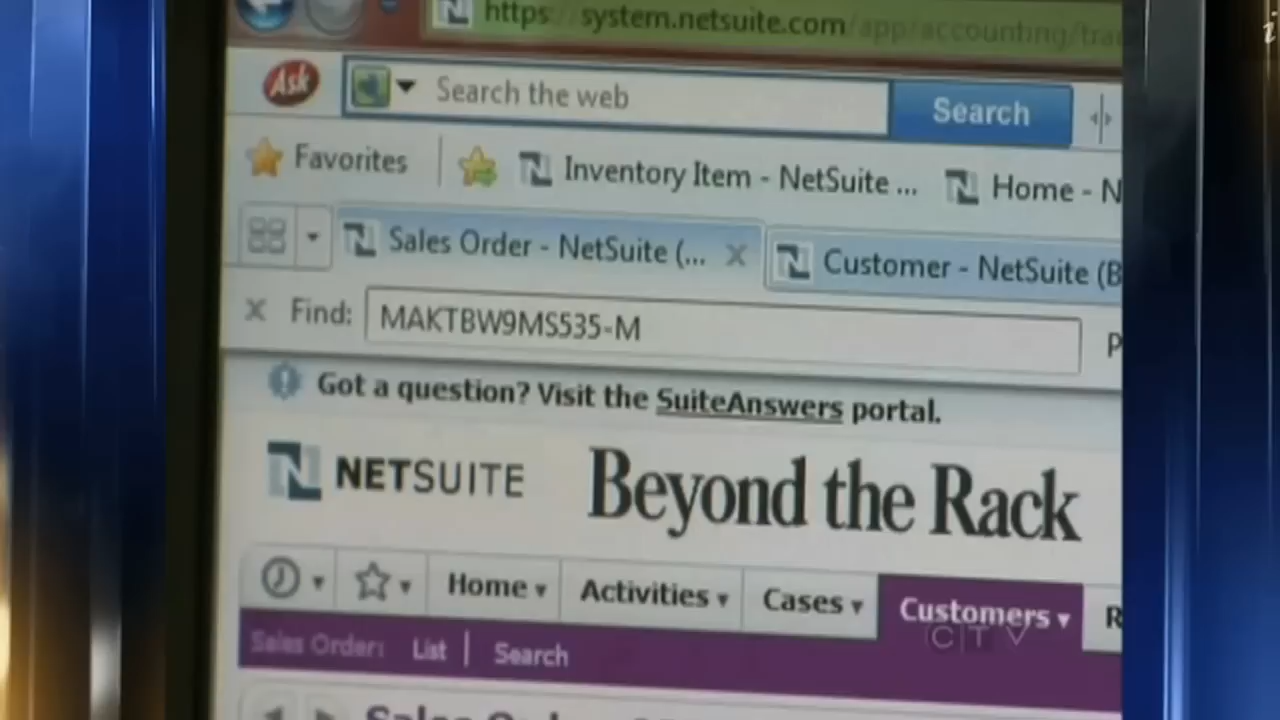 https://system.netsuite.com/app/accounting/tra
Ask Search the web Search
Favorites Inventory Item - NetSuite ... Home - N
Sales Order - NetSuite (... Customer - NetSuite (B
Find: MAKTBW9MS535-M P
Got a question? Visit the SuiteAnswers portal.
NETSUITE Beyond the Rack
Home Activities Cases Customers R
CTV
Sales Order: List Search